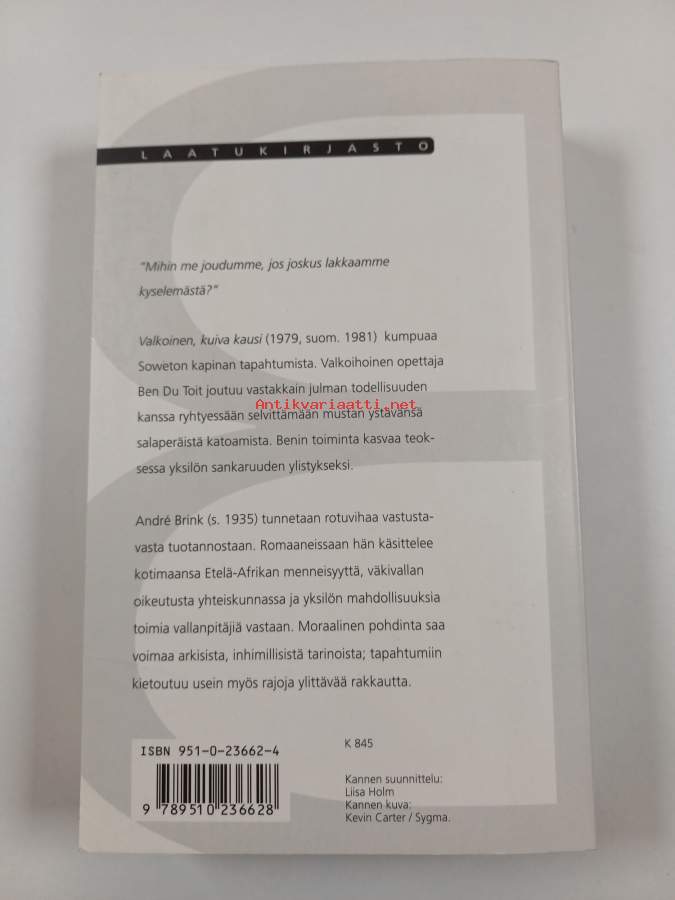 LAATUKIRJASTO
"Mihin me joudumme, jos joskus lakkaamme
kyselemästä?"
Valkoinen, kuiva kausi (1979, suom. 1981) kumpuaa
Soweton kapinan tapahtumista. Valkoihoinen opettaja
Ben Du Toit joutuu vastakkain julman todellisuuden
Antikvariaatti.net
kanssa ryhtyessään selvittämään mustan ystävänsä
salaperäistä katoamista. Benin toiminta kasvaa teok-
sessa yksilön sankaruuden ylistykseksi.
André Brink (s. 1935) tunnetaan rotuvihaa vastusta-
vasta tuotannostaan. Romaaneissaan hän käsittelee
kotimaansa Etelä-Afrikan menneisyyttä, väkivallan
oikeutusta yhteiskunnassa ja yksilön mahdollisuuksia
toimia vallanpitäjiä vastaan. Moraalinen pohdinta saa
voimaa arkisista, inhimillisistä tarinoista; tapahtumiin
kietoutuu usein myös rajoja ylittävää rakkautta.
ISBN 951-0-23662-4
9 789510 236628
K 845
Kannen suunnittelu:
Liisa Holm
Kannen kuva:
Kevin Carter / Sygma.